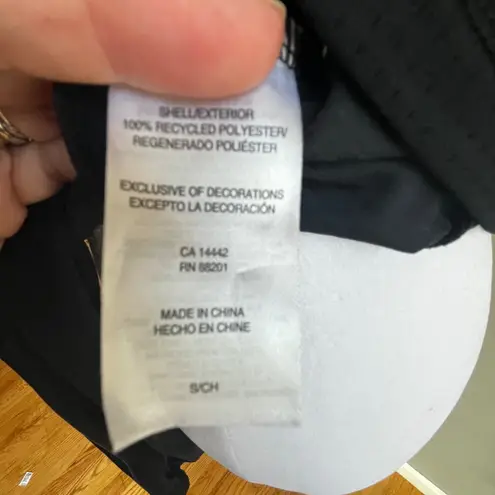 SHELL/EXTERIOR
100% RECYCLED POLYESTER/
REGENERADO POLIÉSTER
EXCLUSIVE OF DECORATIONS
EXCEPTO LA DECORACIÓN
CA 14442
RN 88201
MADE IN CHINA
HECHO EN CHINE
S/CH